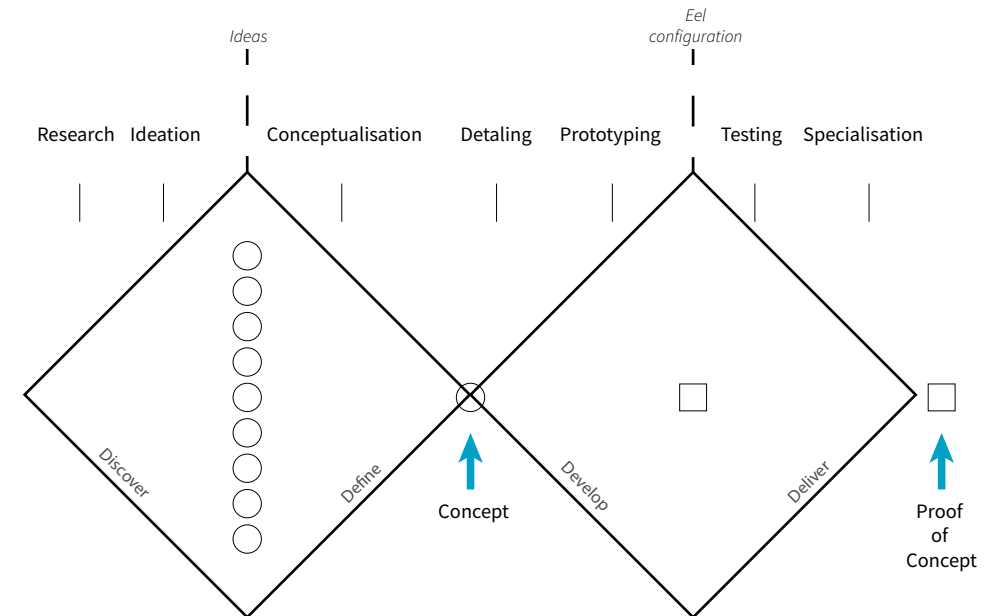 Ideas
Eel
configuration
Research Ideation Conceptualisation Detaling Prototyping Testing Specialisation
Discover
Define
Develop
Deliver
Concept
Proof
of
Concept